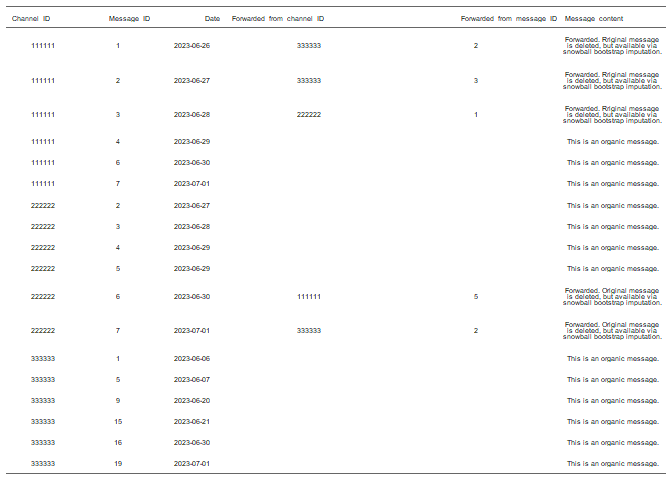 Channel ID Message ID Date Forwarded from channel ID Forwarded from message ID Message content
111111 1 2023-06-26 333333 2 Forwarded. Rriginal message
is deleted, but available via
snowball bootstrap imputation.
111111 2 2023-06-27 333333 3 Forwarded. Rriginal message
is deleted, but available via
snowball bootstrap imputation.
111111 3 2023-06-28 222222 1 Forwarded. Rriginal message
is deleted, but available via
snowball bootstrap imputation.
111111 4 2023-06-29 This is an organic message.
111111 6 2023-06-30 This is an organic message.
111111 7 2023-07-01 This is an organic message.
222222 2 2023-06-27 This is an organic message.
222222 3 2023-06-28 This is an organic message.
222222 4 2023-06-29 This is an organic message.
222222 5 2023-06-29 This is an organic message.
222222 6 2023-06-30 111111 5 Forwarded. Original message
is deleted, but available via
snowball bootstrap imputation.
222222 7 2023-07-01 333333 2 Forwarded. Original message
is deleted, but available via
snowball bootstrap imputation.
333333 1 2023-06-06 This is an organic message.
333333 5 2023-06-07 This is an organic message.
333333 9 2023-06-20 This is an organic message.
333333 15 2023-06-21 This is an organic message.
333333 16 2023-06-30 This is an organic message.
333333 19 2023-07-01 This is an organic message.